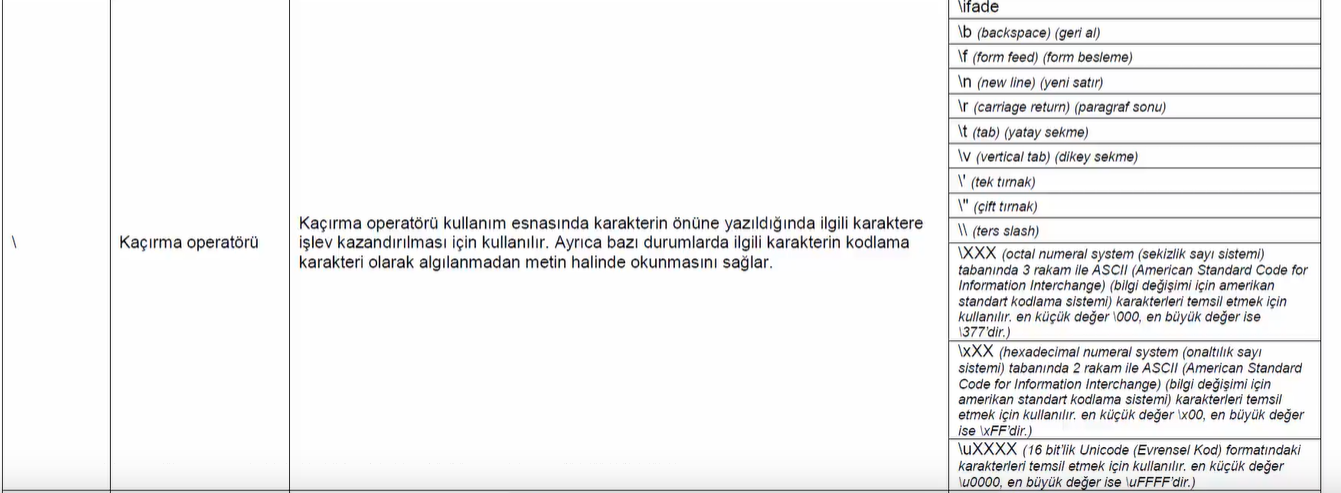 \ifade
\b (backspace) (geri al)
\f (form feed) (form besleme)
\n (new line) (yeni satır)
\r (carriage return) (paragraf sonu)
\t (tab) (yatay sekme)
\v (vertical tab) (dikey sekme)
\' (tek tırnak)
\" (çift tırnak)
\\ (ters slash)
\
Kaçırma operatörü
Kaçırma operatörü kullanım esnasında karakterin önüne yazıldığında ilgili karaktere
işlev kazandırılması için kullanılır. Ayrıca bazı durumlarda ilgili karakterin kodlama
karakteri olarak algılanmadan metin halinde okunmasını sağlar.
\XXX (octal numeral system (sekizlik sayı sistemi)
tabanında 3 rakam ile ASCII (American Standard Code for
Information Interchange) (bilgi değişimi için amerikan
standart kodlama sistemi) karakterleri temsil etmek için
kullanılır. en küçük değer \000, en büyük değer ise
\377'dir.)
\xXX (hexadecimal numeral system (onaltılık sayı
sistemi) tabanında 2 rakam ile ASCII (American Standard
Code for Information Interchange) (bilgi değişimi için
amerikan standart kodlama sistemi) karakterleri temsil
etmek için kullanılır. en küçük değer \x00, en büyük değer
ise \xFF'dir.)
\uXXXX (16 bit'lik Unicode (Evrensel Kod) formatındaki
karakterleri temsil etmek için kullanılır. en küçük değer
\u0000, en büyük değer ise \uFFFF'dir.)